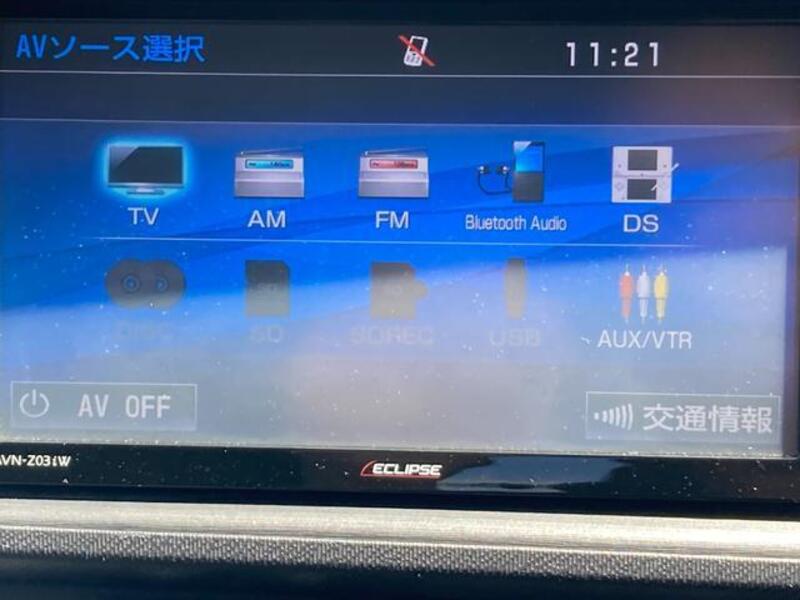 AVソース選択 11:21
TV AM FM Bluetooth Audio DS
DISC SD SDREC USB AUX/VTR
AV OFF 交通情報
AVN-Z03iW ECLIPSE